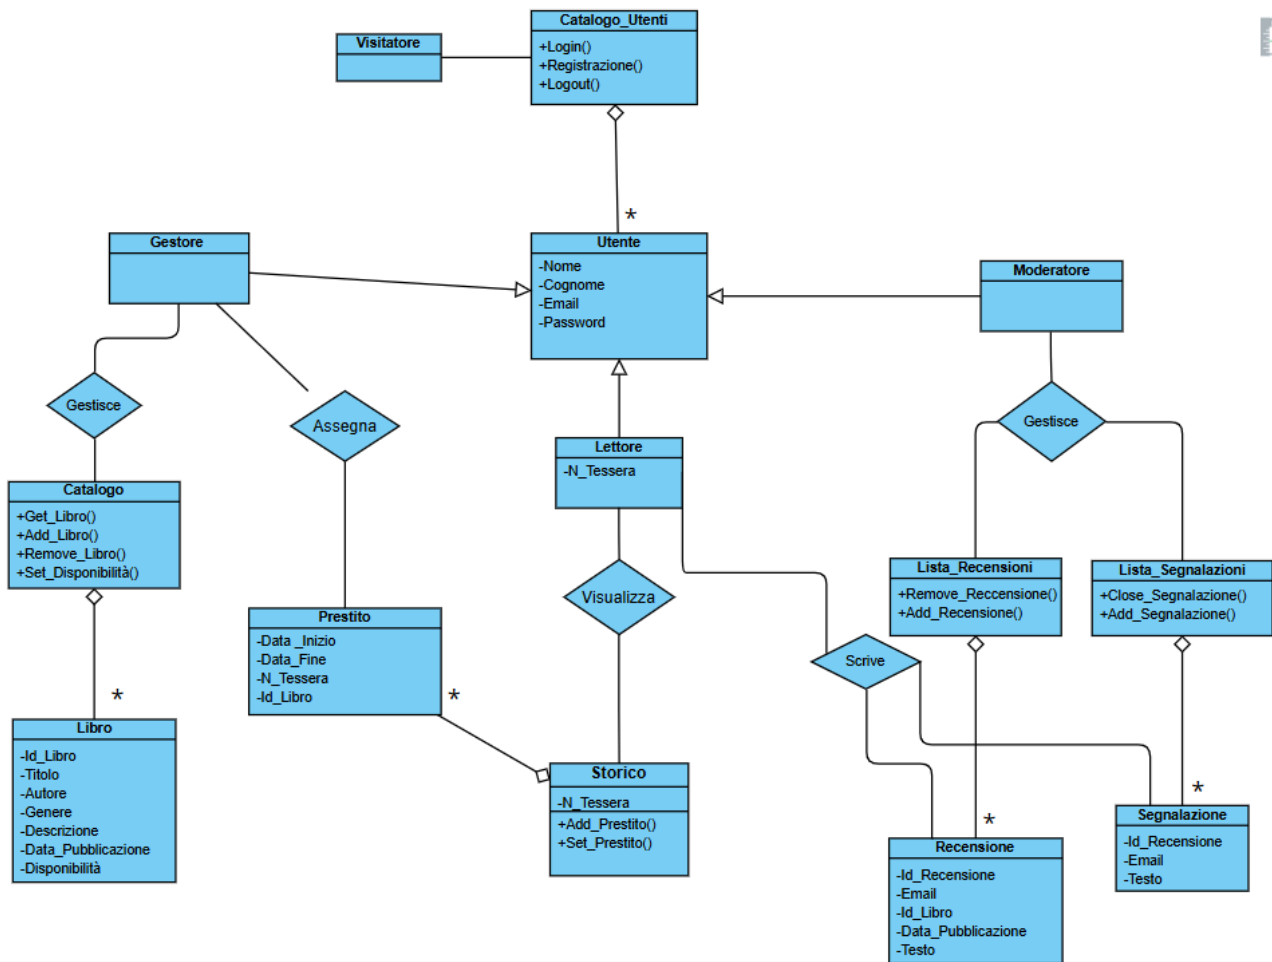 Catalogo_Utenti
+Login()
+Registrazione()
+Logout()
Visitatore
*
Gestore
Utente
-Nome
-Cognome
-Email
-Password
Moderatore
Gestisce
Assegna
Gestisce
Lettore
-N_Tessera
Catalogo
+Get_Libro()
+Add_Libro()
+Remove_Libro()
+Set_Disponibilità()
Visualizza
Lista_Recensioni
+Remove_Reccensione()
+Add_Recensione()
Lista_Segnalazioni
+Close_Segnalazione()
+Add_Segnalazione()
Prestito
-Data _Inizio
-Data_Fine
-N_Tessera
-Id_Libro
Scrive
*
*
Libro
-Id_Libro
-Titolo
-Autore
-Genere
-Descrizione
-Data_Pubblicazione
-Disponibilità
Storico
-N_Tessera
+Add_Prestito()
+Set_Prestito()
*
Segnalazione
-Id_Recensione
-Email
-Testo
*
Recensione
-Id_Recensione
-Email
-Id_Libro
-Data_Pubblicazione
-Testo